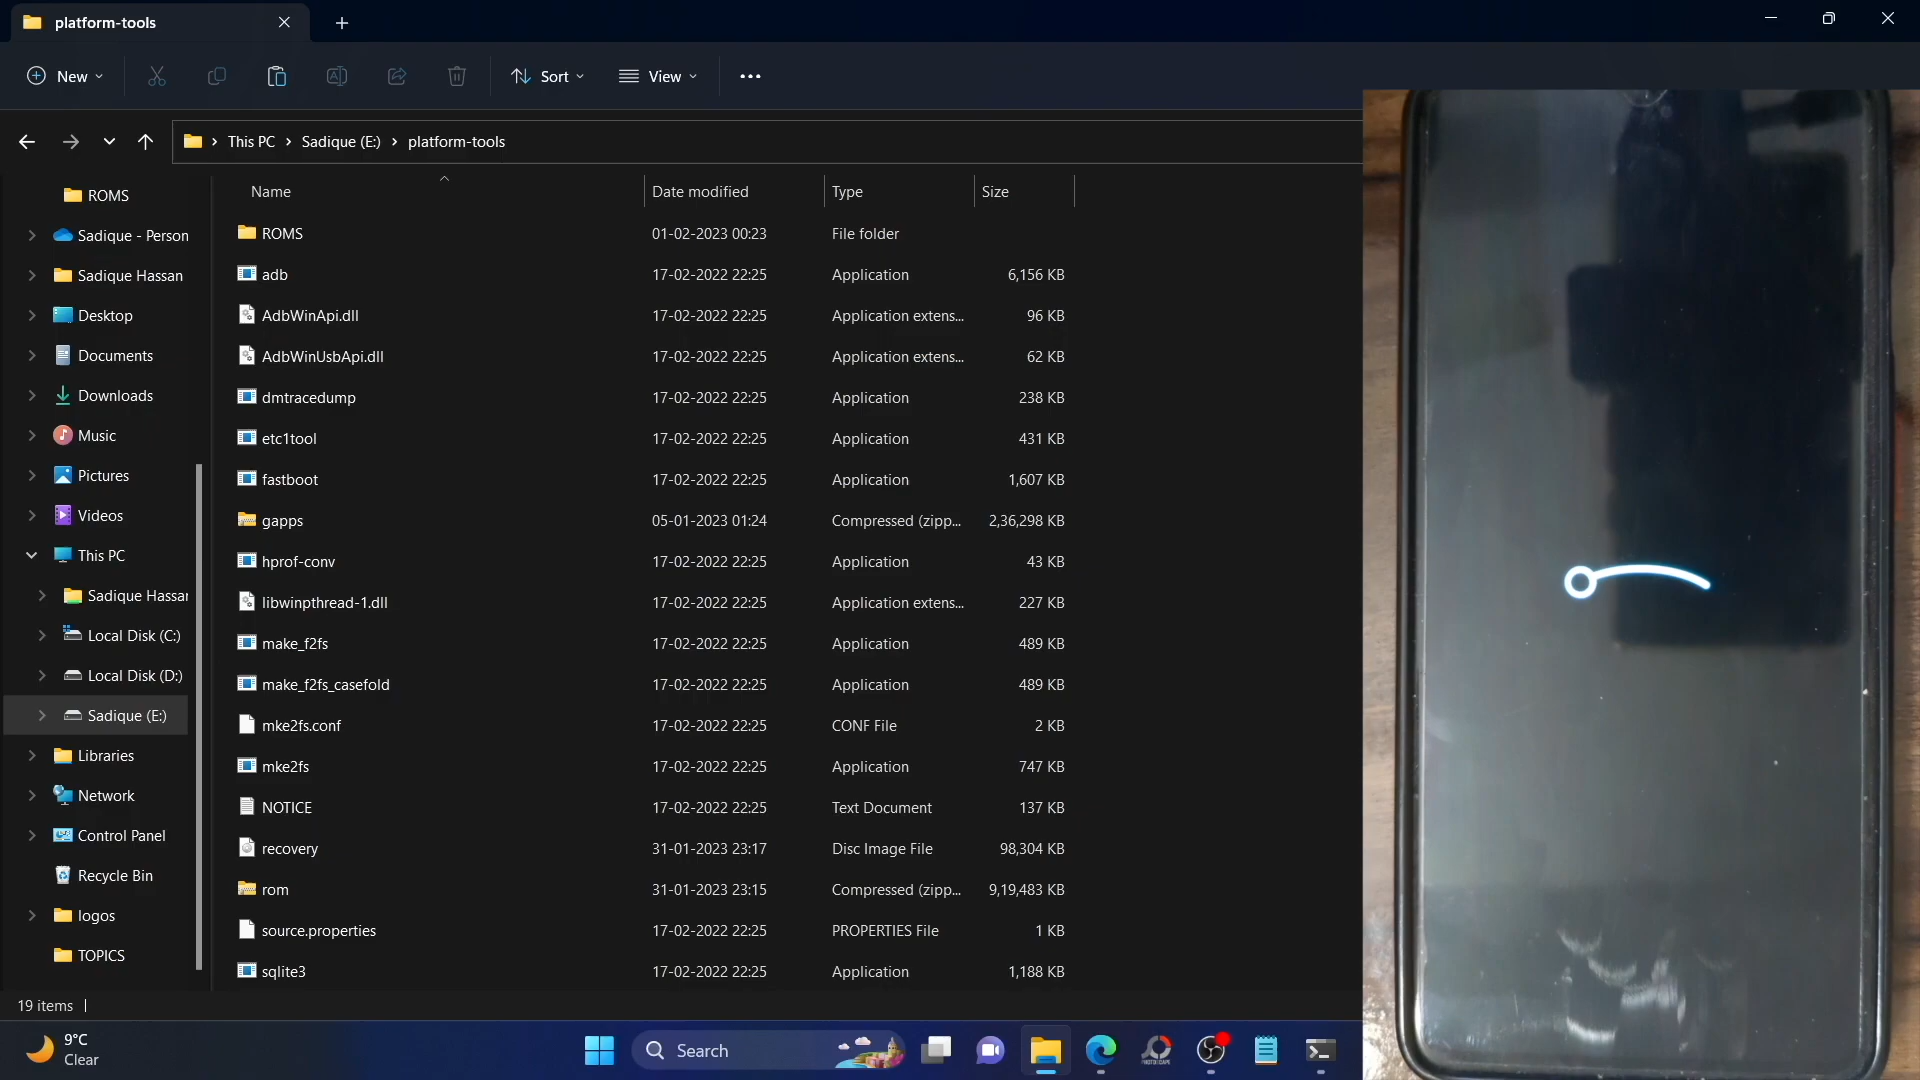 platform-tools
New
Sort
View
This PC
Sadique (E:)
platform-tools
Name
Date modified
Type
Size
ROMS
Sadique - Person
Sadique Hassan
Desktop
Documents
Downloads
Music
Pictures
Videos
This PC
Sadique Hassar
Local Disk (C:)
Local Disk (D:)
Sadique (E:)
Libraries
Network
Control Panel
Recycle Bin
logos
TOPICS
ROMS 01-02-2023 00:23 File folder
adb 17-02-2022 22:25 Application 6,156 KB
AdbWinApi.dll 17-02-2022 22:25 Application extens... 96 KB
AdbWinUsbApi.dll 17-02-2022 22:25 Application extens... 62 KB
dmtracedump 17-02-2022 22:25 Application 238 KB
etc1tool 17-02-2022 22:25 Application 431 KB
fastboot 17-02-2022 22:25 Application 1,607 KB
gapps 05-01-2023 01:24 Compressed (zipp... 2,36,298 KB
hprof-conv 17-02-2022 22:25 Application 43 KB
libwinpthread-1.dll 17-02-2022 22:25 Application extens... 227 KB
make_f2fs 17-02-2022 22:25 Application 489 KB
make_f2fs_casefold 17-02-2022 22:25 Application 489 KB
mke2fs.conf 17-02-2022 22:25 CONF File 2 KB
mke2fs 17-02-2022 22:25 Application 747 KB
NOTICE 17-02-2022 22:25 Text Document 137 KB
recovery 31-01-2023 23:17 Disc Image File 98,304 KB
rom 31-01-2023 23:15 Compressed (zipp... 9,19,483 KB
source.properties 17-02-2022 22:25 PROPERTIES File 1 KB
sqlite3 17-02-2022 22:25 Application 1,188 KB
19 items
9°C
Clear
Search